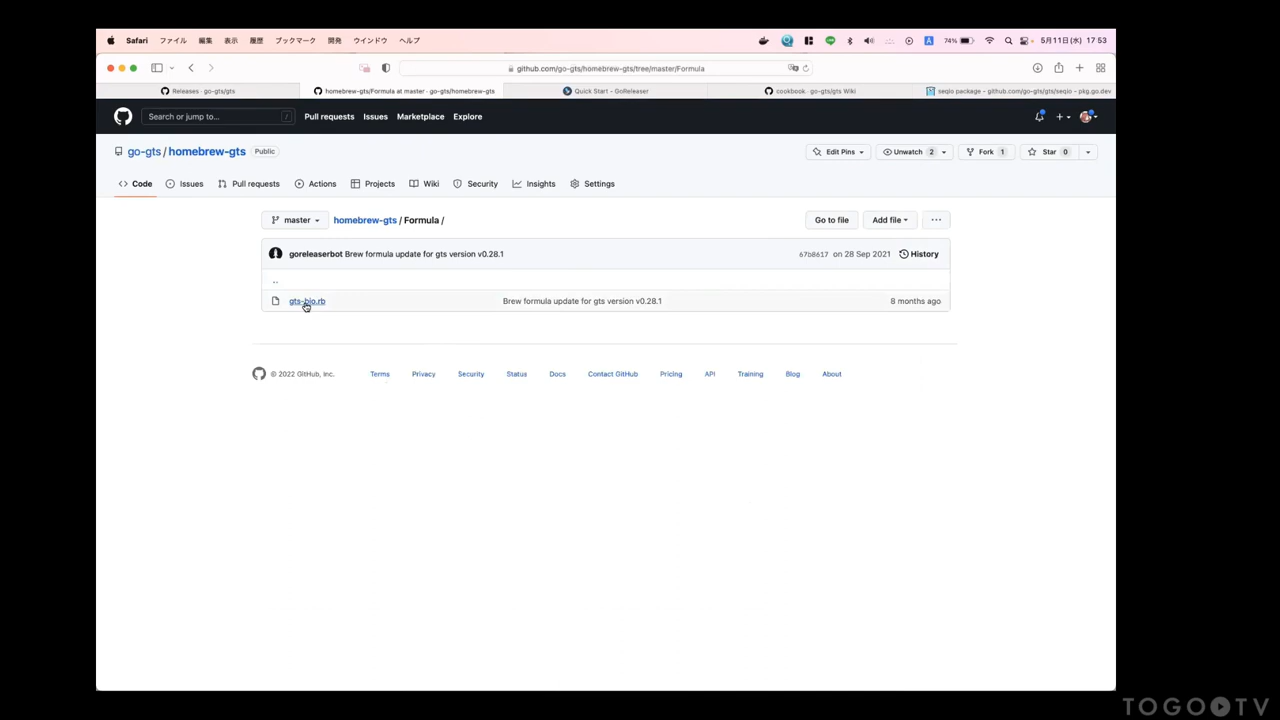 Safari ファイル 編集 表示 履歴 ブックマーク 開発 ウインドウ ヘルプ A 74% 5月11日(水) 17 53
github.com/go-gts/homebrew-gts/tree/master/Formula
Releases · go-gts/gts homebrew-gts/Formula at master · go-gts/homebrew-gts Quick Start - GoReleaser cookbook · go-gts/gts Wiki seqio package - github.com/go-gts/gts/seqio - pkg.go.dev
Search or jump to... / Pull requests Issues Marketplace Explore
go-gts / homebrew-gts Public Edit Pins Unwatch 2 Fork 1 Star 0
Code Issues Pull requests Actions Projects Wiki Security Insights Settings
master homebrew-gts / Formula / Go to file Add file ...
goreleaserbot Brew formula update for gts version v0.28.1 67b8617 on 28 Sep 2021 History
..
gts-bio.rb Brew formula update for gts version v0.28.1 8 months ago
© 2022 GitHub, Inc. Terms Privacy Security Status Docs Contact GitHub Pricing API Training Blog About
TOGO TV